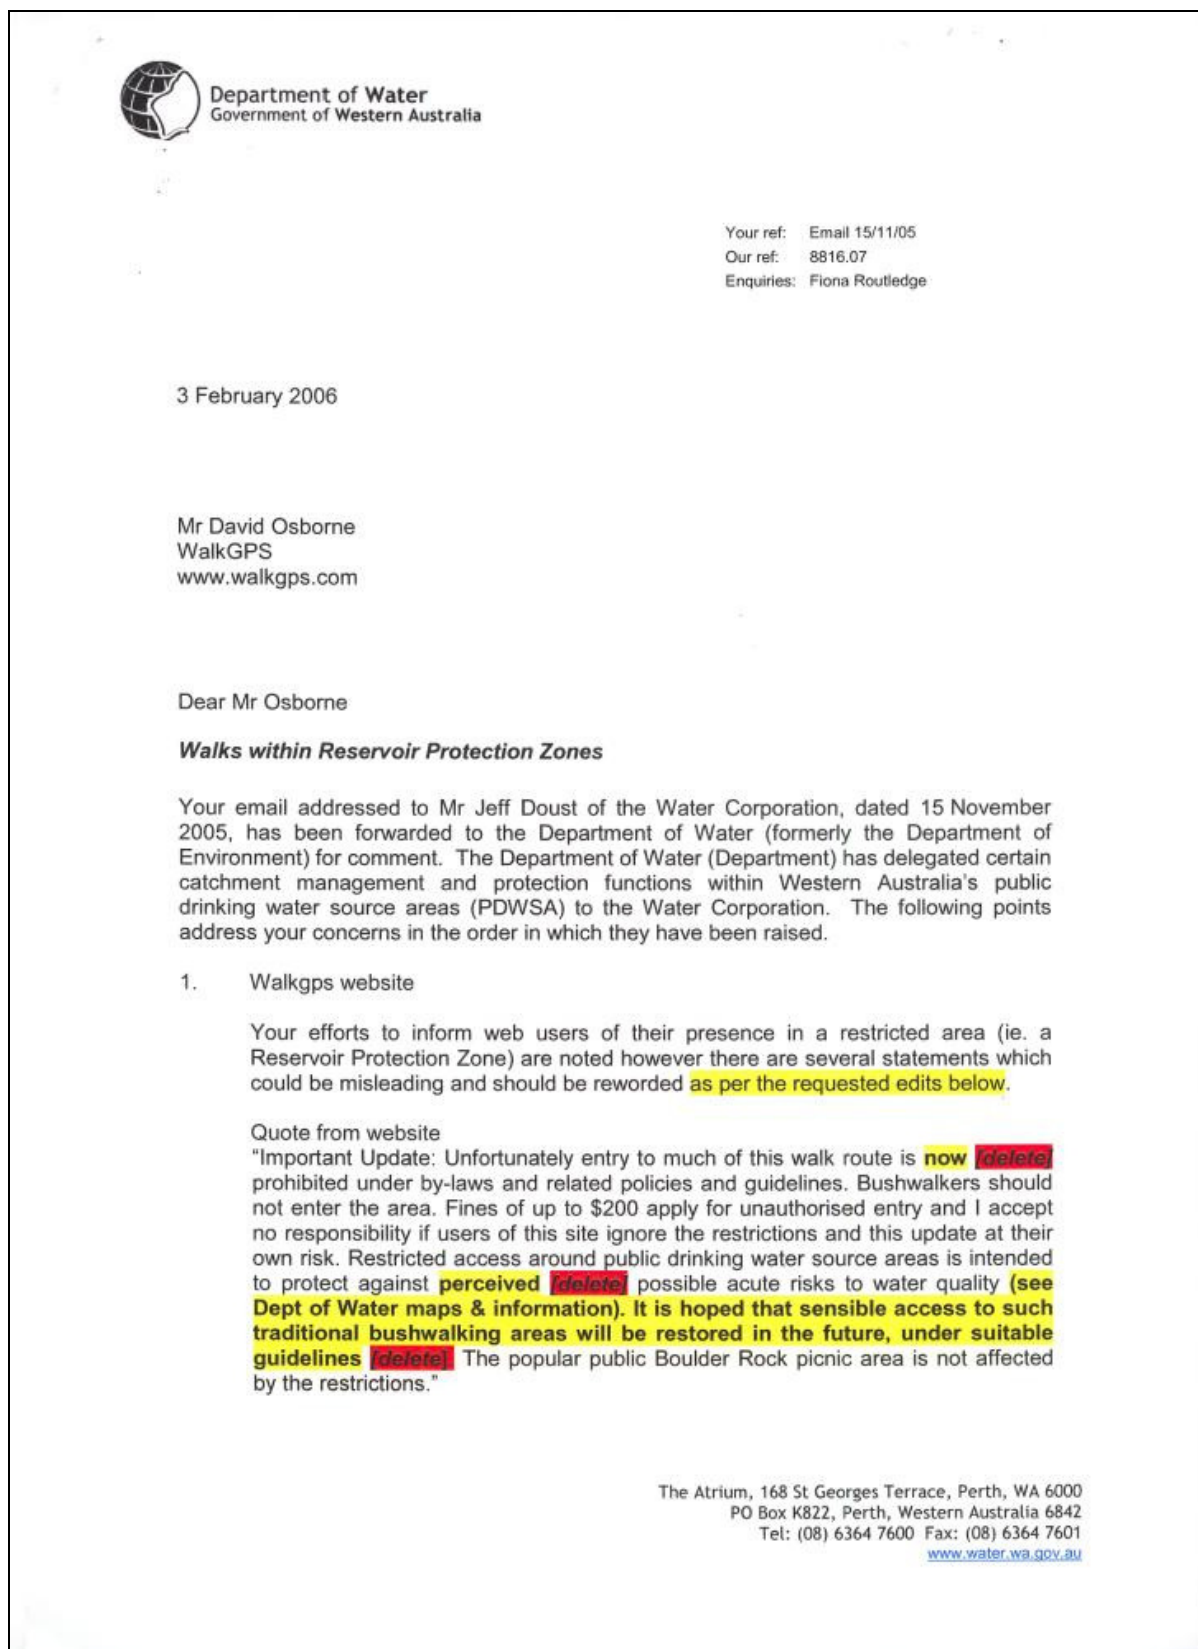 Department of Water
Government of Western Australia
Your ref: Email 15/11/05
Our ref: 8816.07
Enquiries: Fiona Routledge
3 February 2006
Mr David Osborne
WalkGPS
www.walkgps.com
Dear Mr Osborne
Walks within Reservoir Protection Zones
Your email addressed to Mr Jeff Doust of the Water Corporation, dated 15 November
2005, has been forwarded to the Department of Water (formerly the Department of
Environment) for comment. The Department of Water (Department) has delegated certain
catchment management and protection functions within Western Australia's public
drinking water source areas (PDWSA) to the Water Corporation. The following points
address your concerns in the order in which they have been raised.
1. Walkgps website
Your efforts to inform web users of their presence in a restricted area (ie. a
Reservoir Protection Zone) are noted however there are several statements which
could be misleading and should be reworded as per the requested edits below.
Quote from website
"Important Update: Unfortunately entry to much of this walk route is now [delete]
prohibited under by-laws and related policies and guidelines. Bushwalkers should
not enter the area. Fines of up to $200 apply for unauthorised entry and I accept
no responsibility if users of this site ignore the restrictions and this update at their
own risk. Restricted access around public drinking water source areas is intended
to protect against perceived [delete] possible acute risks to water quality (see
Dept of Water maps & information). It is hoped that sensible access to such
traditional bushwalking areas will be restored in the future, under suitable
guidelines [delete]. The popular public Boulder Rock picnic area is not affected
by the restrictions."
The Atrium, 168 St Georges Terrace, Perth, WA 6000
PO Box K822, Perth, Western Australia 6842
Tel: (08) 6364 7600 Fax: (08) 6364 7601
www.water.wa.gov.au